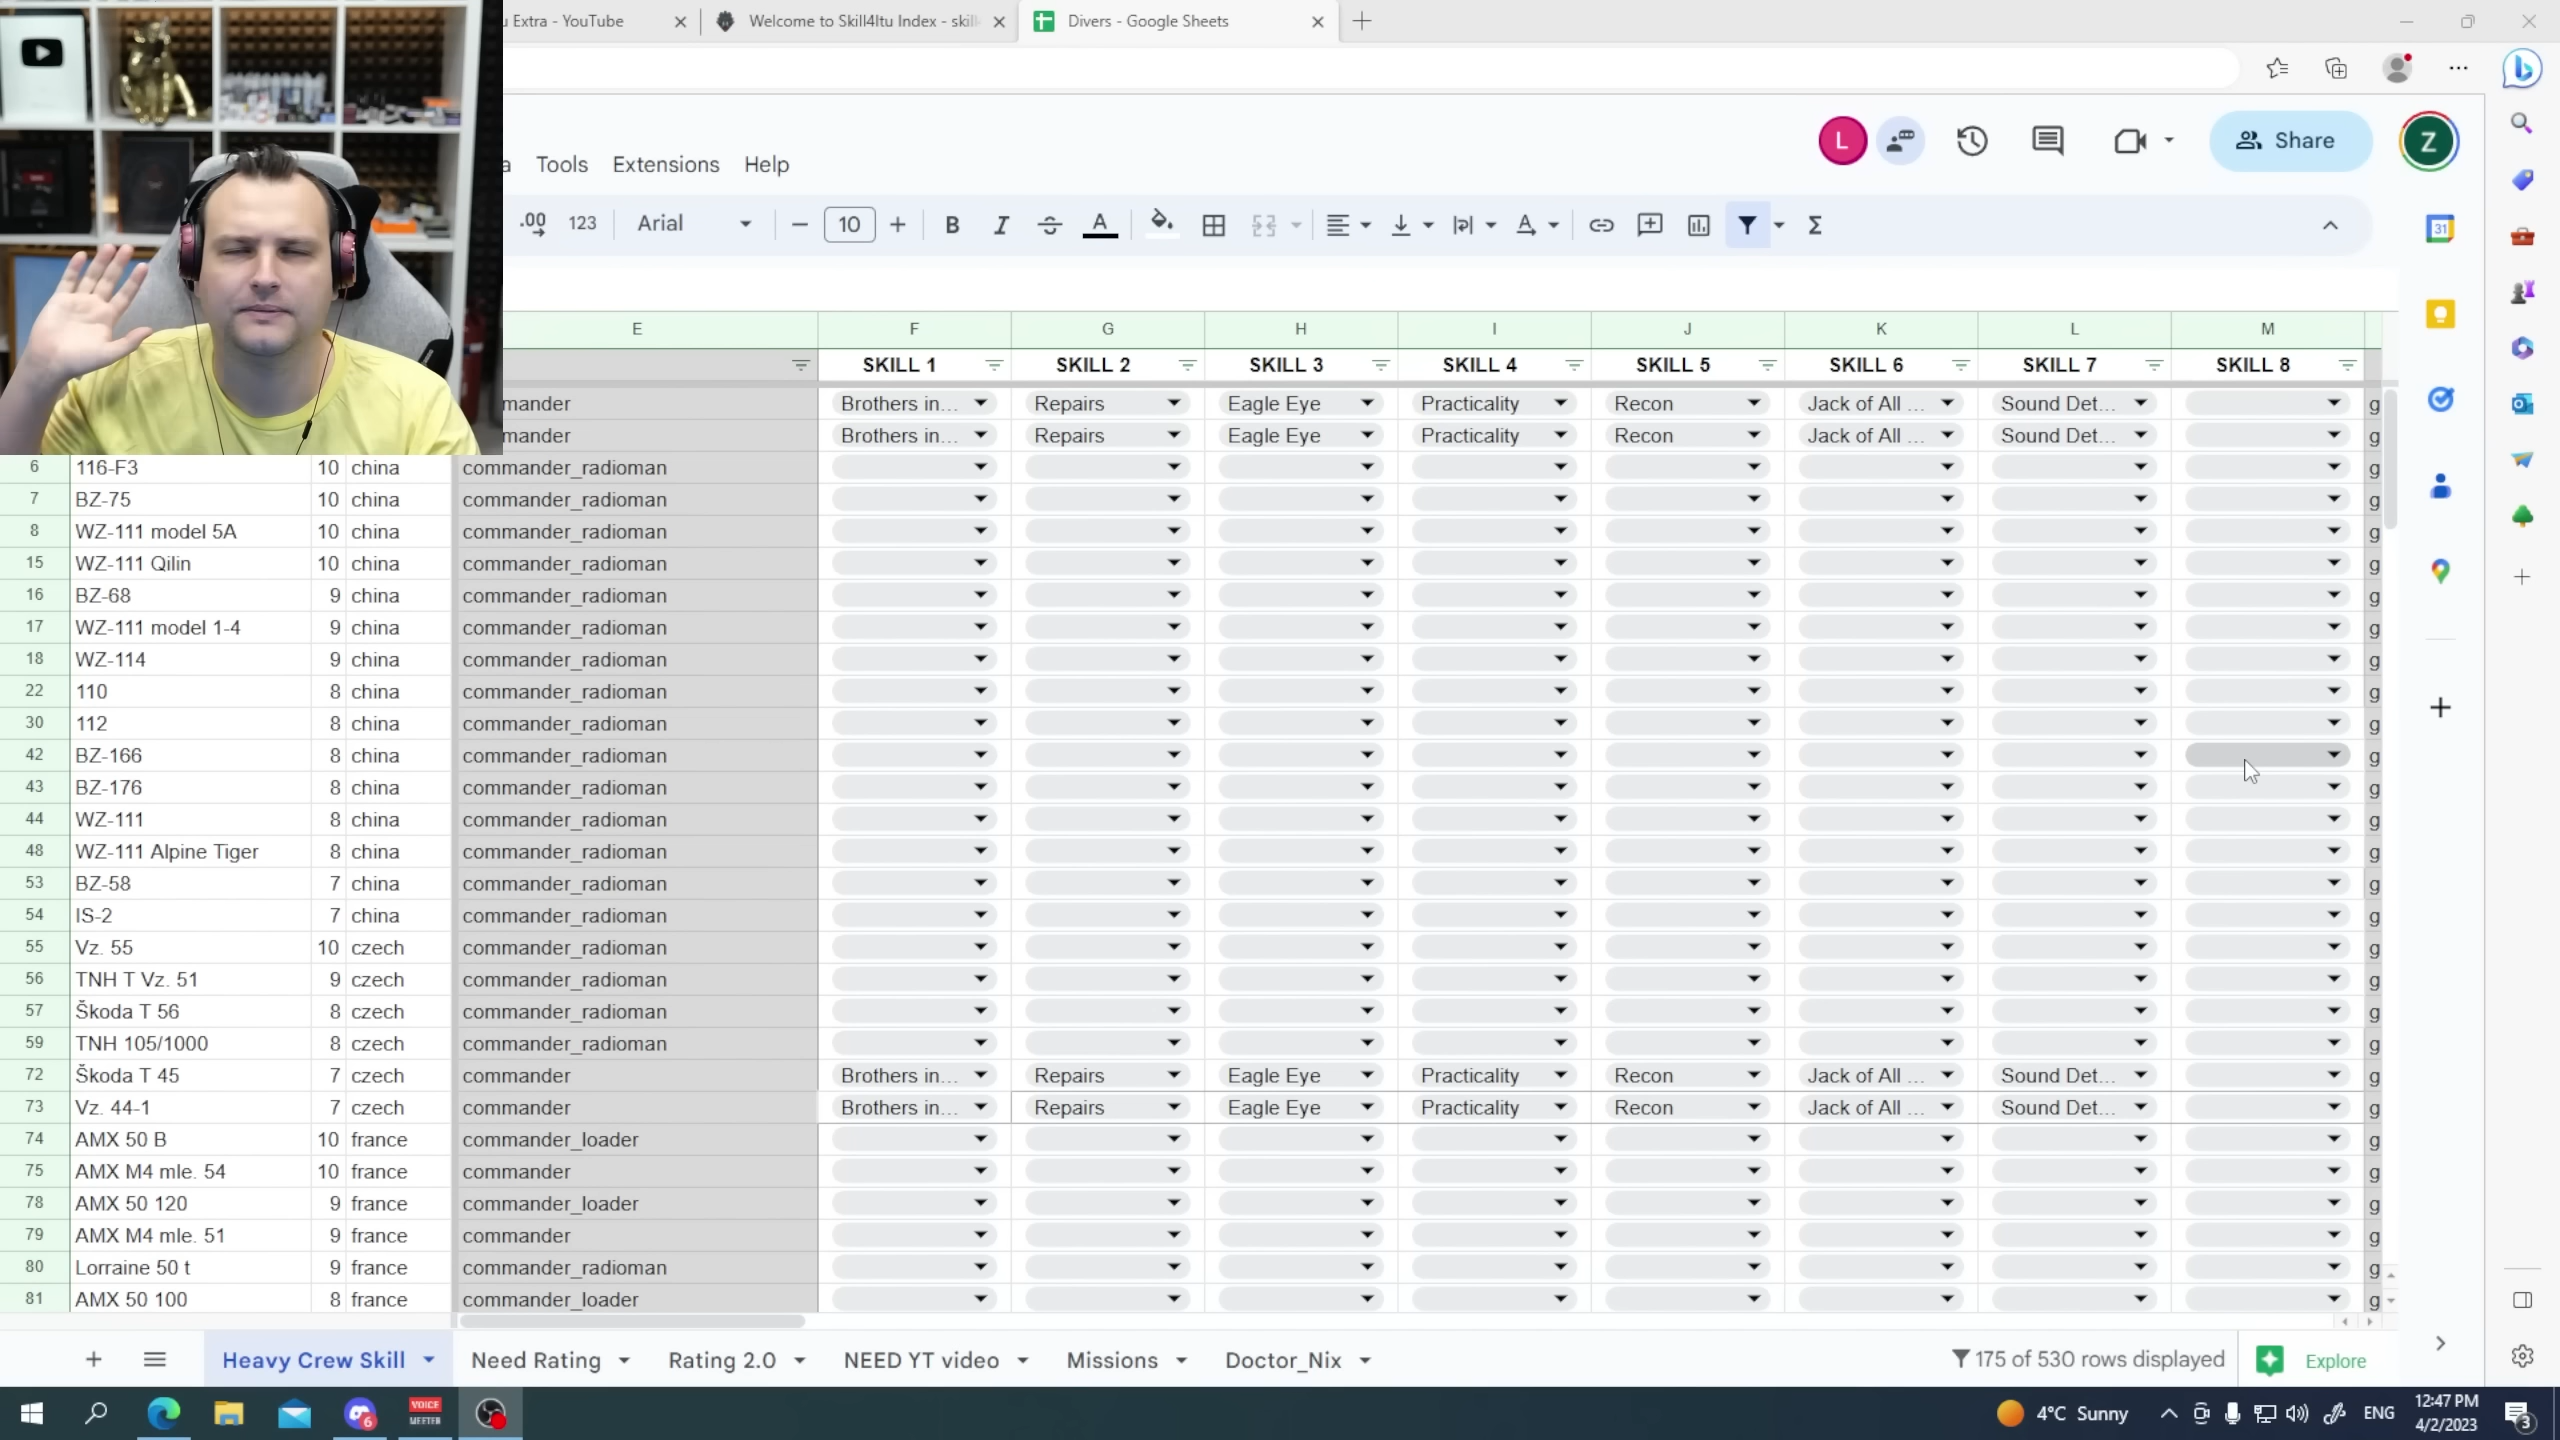 u Extra - YouTube
Welcome to Skill4ltu Index - skill
Divers - Google Sheets
a Tools Extensions Help
L
Share
Z
.00 123 Arial 10 B I A Σ
31
E F G H I J K L M
SKILL 1 SKILL 2 SKILL 3 SKILL 4 SKILL 5 SKILL 6 SKILL 7 SKILL 8
mander Brothers in... Repairs Eagle Eye Practicality Recon Jack of All ... Sound Det... g
mander Brothers in... Repairs Eagle Eye Practicality Recon Jack of All ... Sound Det... g
6 116-F3 10 china commander_radioman g
7 BZ-75 10 china commander_radioman g
8 WZ-111 model 5A 10 china commander_radioman g
15 WZ-111 Qilin 10 china commander_radioman g
16 BZ-68 9 china commander_radioman g
17 WZ-111 model 1-4 9 china commander_radioman g
18 WZ-114 9 china commander_radioman g
22 110 8 china commander_radioman g
30 112 8 china commander_radioman g
42 BZ-166 8 china commander_radioman g
43 BZ-176 8 china commander_radioman g
44 WZ-111 8 china commander_radioman g
48 WZ-111 Alpine Tiger 8 china commander_radioman g
53 BZ-58 7 china commander_radioman g
54 IS-2 7 china commander_radioman g
55 Vz. 55 10 czech commander_radioman g
56 TNH T Vz. 51 9 czech commander_radioman g
57 Škoda T 56 8 czech commander_radioman g
59 TNH 105/1000 8 czech commander_radioman g
72 Škoda T 45 7 czech commander Brothers in... Repairs Eagle Eye Practicality Recon Jack of All ... Sound Det... g
73 Vz. 44-1 7 czech commander Brothers in... Repairs Eagle Eye Practicality Recon Jack of All ... Sound Det... g
74 AMX 50 B 10 france commander_loader g
75 AMX M4 mle. 54 10 france commander g
78 AMX 50 120 9 france commander_loader g
79 AMX M4 mle. 51 9 france commander g
80 Lorraine 50 t 9 france commander_radioman g
81 AMX 50 100 8 france commander_loader g
Heavy Crew Skill Need Rating Rating 2.0 NEED YT video Missions Doctor_Nix 175 of 530 rows displayed Explore
6
VOICE
MEETER
4°C Sunny
ENG
12:47 PM
4/2/2023
3